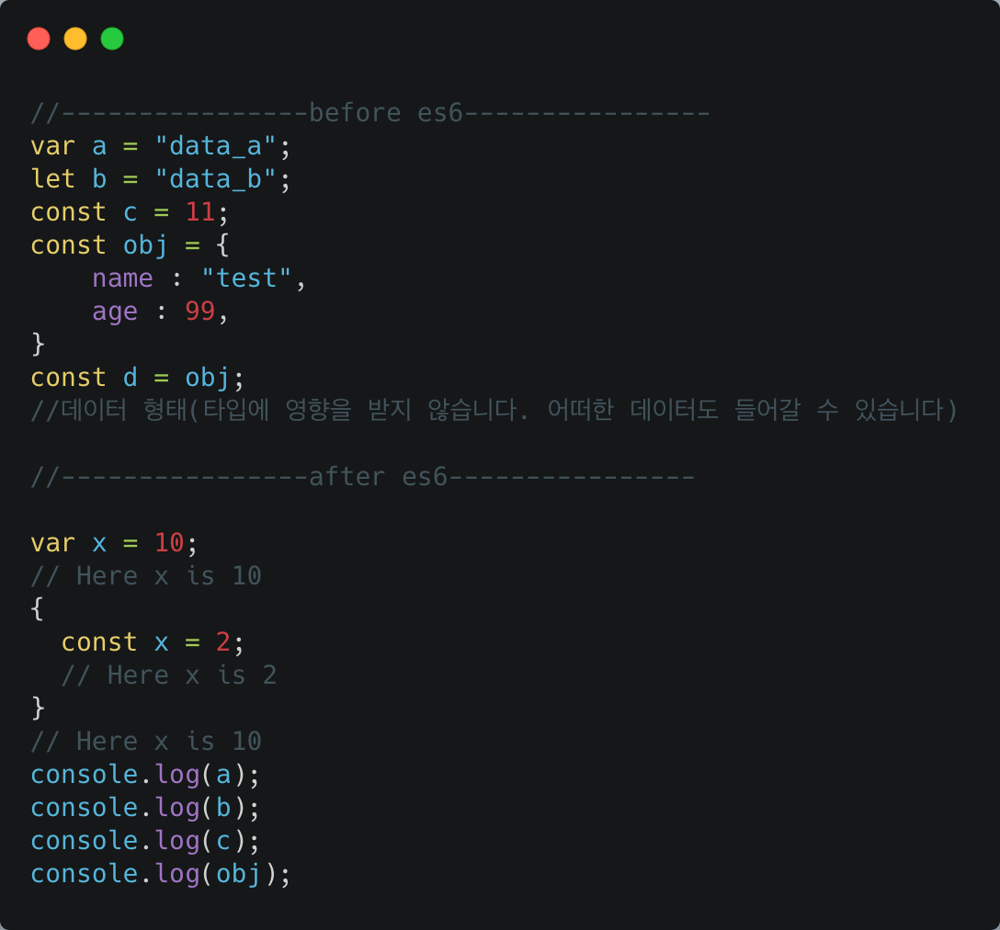 //----------------before es6----------------
var a = "data_a";
let b = "data_b";
const c = 11;
const obj = {
    name : "test",
    age : 99,
}
const d = obj;
//데이터 형태(타입에 영향을 받지 않습니다. 어떠한 데이터도 들어갈 수 있습니다)
//----------------after es6----------------
var x = 10;
// Here x is 10
{
  const x = 2;
  // Here x is 2
}
// Here x is 10
console.log(a);
console.log(b);
console.log(c);
console.log(obj);